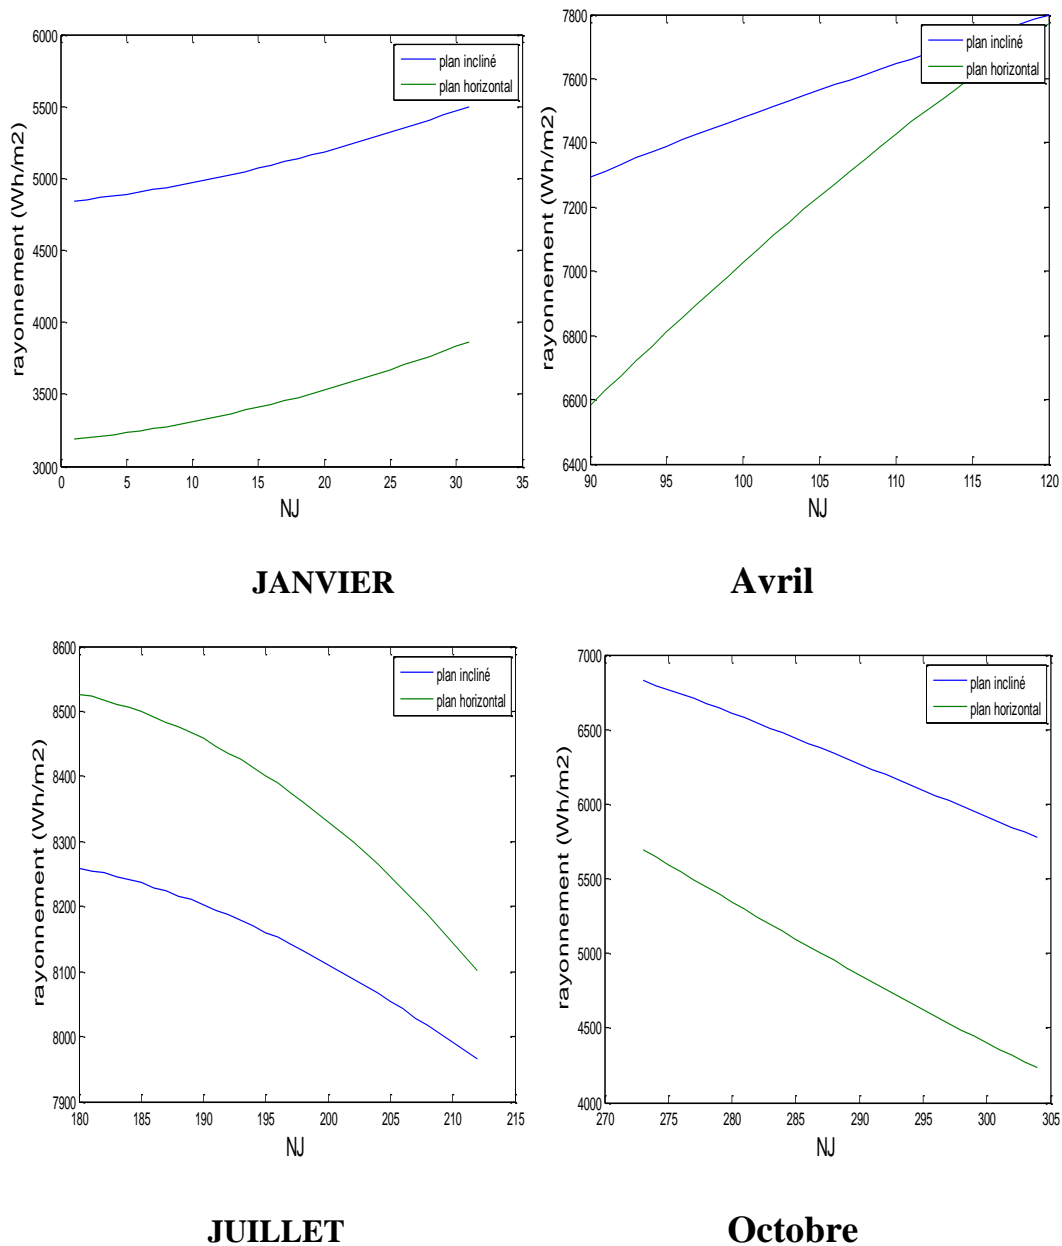 6000
5500
5000
4500
4000
3500
3000
rayonnement (Wh/m2)
0 5 10 15 20 25 30 35
NJ
plan incliné
plan horizontal
JANVIER
7800
7600
7400
7200
7000
6800
6600
6400
rayonnement (Wh/m2)
90 95 100 105 110 115 120
NJ
plan incliné
plan horizontal
Avril
8600
8500
8400
8300
8200
8100
8000
7900
rayonnement (Wh/m2)
180 185 190 195 200 205 210 215
NJ
plan incliné
plan horizontal
JUILLET
7000
6500
6000
5500
5000
4500
4000
rayonnement (Wh/m2)
270 275 280 285 290 295 300 305
NJ
plan incliné
plan horizontal
Octobre